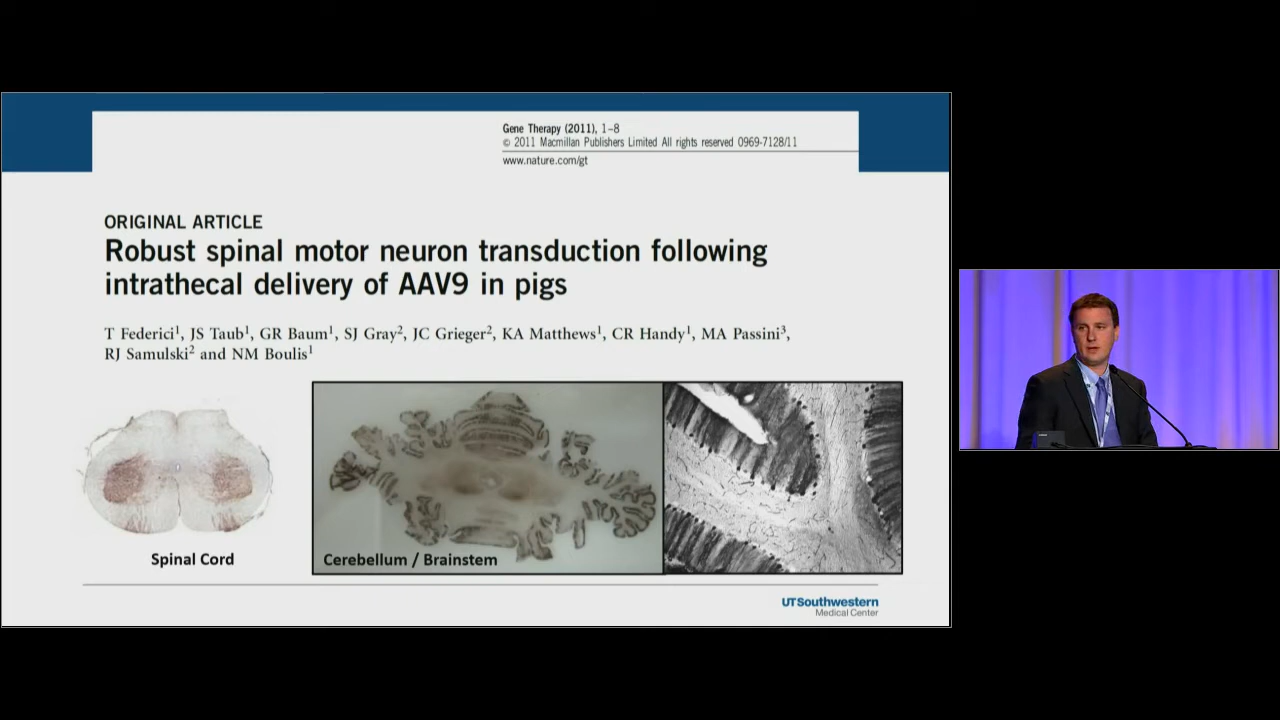 Gene Therapy (2011), 1–8
© 2011 Macmillan Publishers Limited All rights reserved 0969-7128/11
www.nature.com/gt
ORIGINAL ARTICLE
Robust spinal motor neuron transduction following
intrathecal delivery of AAV9 in pigs
T Federici¹, JS Taub¹, GR Baum¹, SJ Gray², JC Grieger², KA Matthews¹, CR Handy¹, MA Passini³,
RJ Samulski² and NM Boulis¹
Spinal Cord
Cerebellum / Brainstem
UT Southwestern
Medical Center